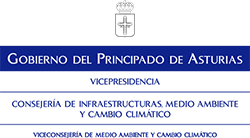 GOBIERNO DEL PRINCIPADO DE ASTURIAS
VICEPRESIDENCIA
CONSEJERÍA DE INFRAESTRUCTURAS, MEDIO AMBIENTE
Y CAMBIO CLIMÁTICO
VICECONSEJERÍA DE MEDIO AMBIENTE Y CAMBIO CLIMÁTICO